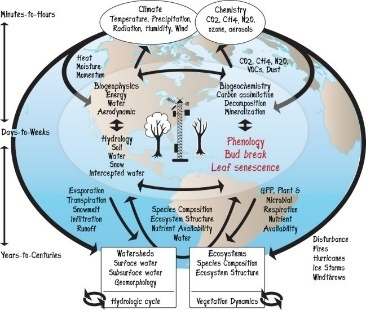 Minutes-to-Hours
Climate
Temperature, Precipitation,
Radiation, Humidity, Wind
Chemistry
CO2, CH4, N2O
ozone, aerosols
Heat
Moisture
Momentum
CO2, CH4, N2O,
VOCs, Dust
Biogeophysics
Energy
Water
Aerodynamic
Biogeochemistry
Carbon assimilation
Decomposition
Mineralization
Days-to-Weeks
Hydrology
Soil
Water
Snow
Intercepted water
Phenology
Bud break
Leaf senescence
Evaporation
Transpiration
Snowmelt
Infiltration
Runoff
Species Composition
Ecosystem Structure
Nutrient Availability
Water
GPP, Plant &
Microbial
Respiration
Nutrient
Availability
Years-to-Centuries
Watersheds
Surface water
Subsurface water
Geomorphology
Hydrologic cycle
Ecosystems
Species Composition
Ecosystem Structure
Vegetation Dynamics
Disturbance
Fires
Hurricanes
Ice Storms
Windthrows